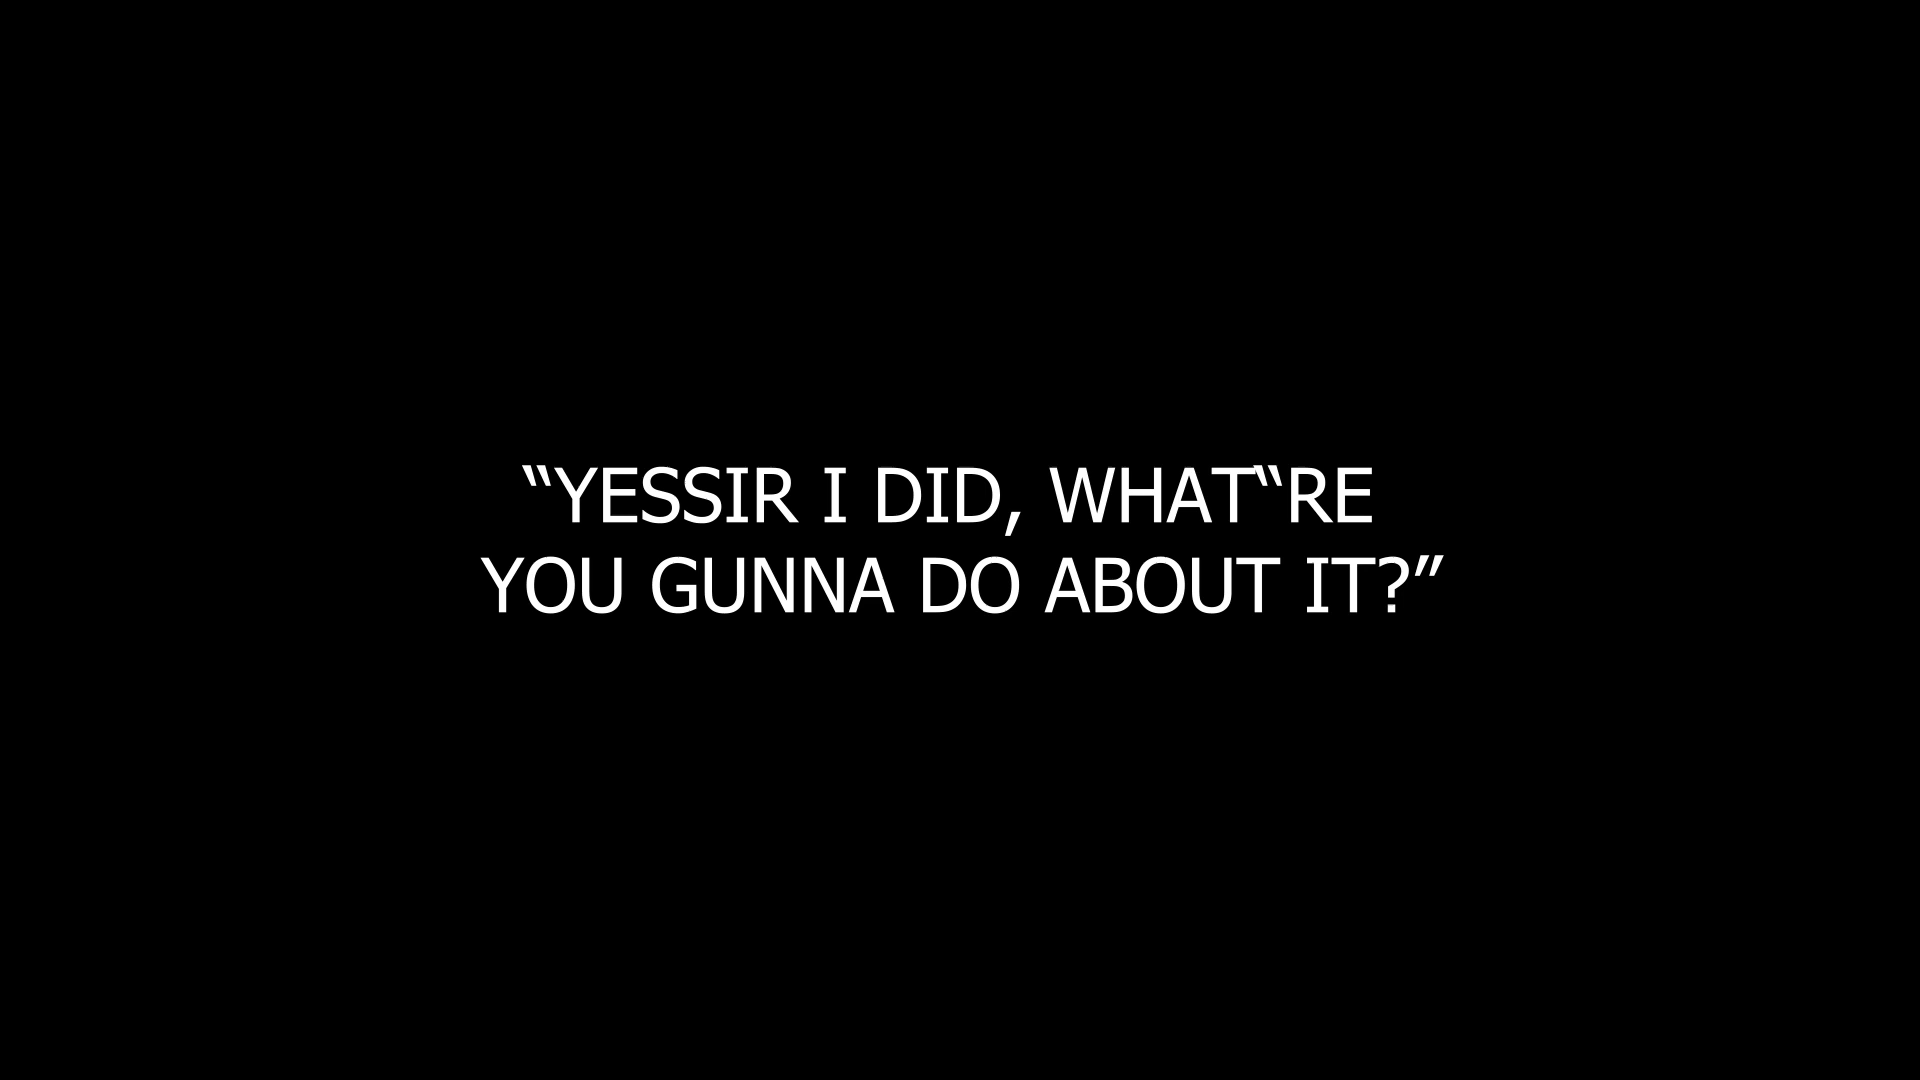 “YESSIR I DID, WHAT“RE
YOU GUNNA DO ABOUT IT?”